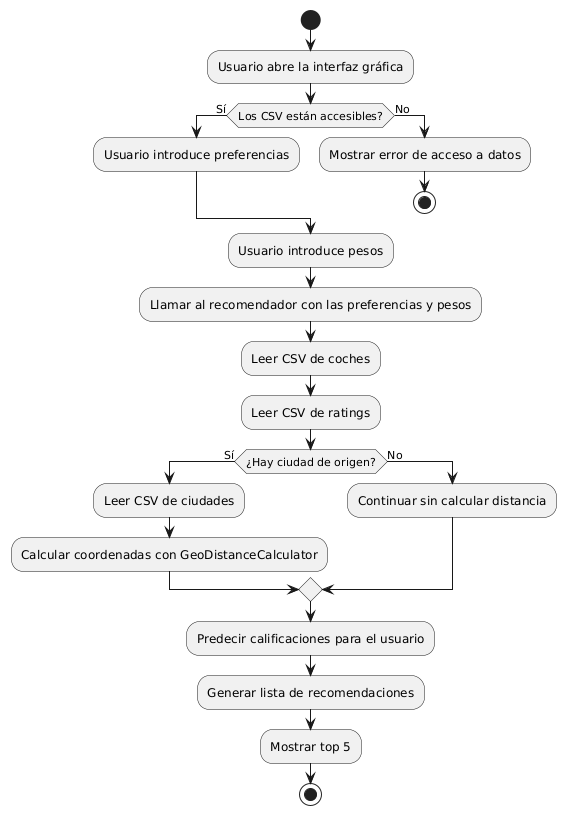 Usuario abre la interfaz gráfica
Sí
Los CSV están accesibles?
No
Usuario introduce preferencias
Mostrar error de acceso a datos
Usuario introduce pesos
Llamar al recomendador con las preferencias y pesos
Leer CSV de coches
Leer CSV de ratings
Sí
¿Hay ciudad de origen?
No
Leer CSV de ciudades
Continuar sin calcular distancia
Calcular coordenadas con GeoDistanceCalculator
Predecir calificaciones para el usuario
Generar lista de recomendaciones
Mostrar top 5